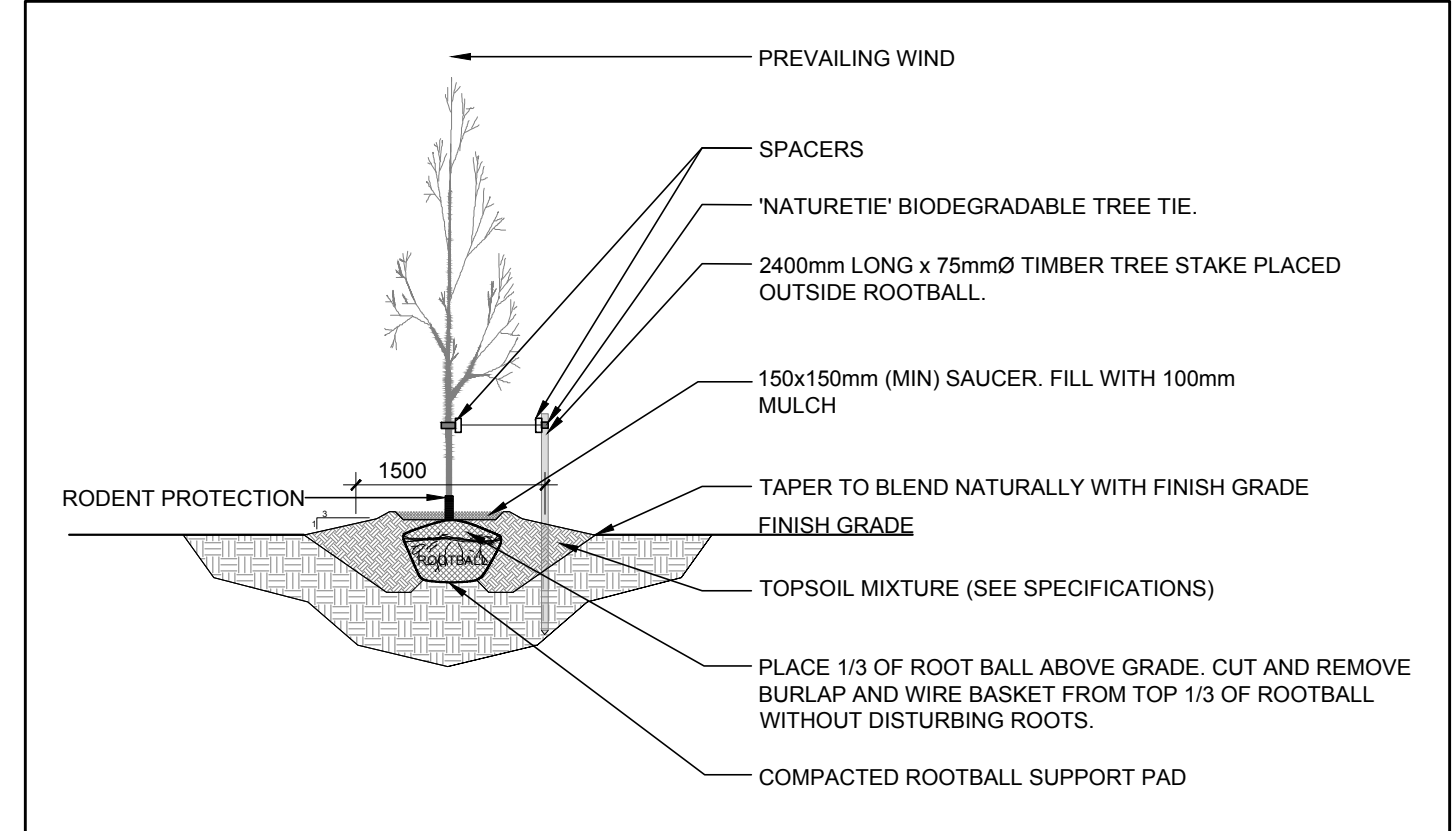 PREVAILING WIND
SPACERS
'NATURETIE' BIODEGRADABLE TREE TIE.
2400mm LONG x 75mmØ TIMBER TREE STAKE PLACED
OUTSIDE ROOTBALL.
150x150mm (MIN) SAUCER. FILL WITH 100mm
MULCH
1500
RODENT PROTECTION
3
1
TAPER TO BLEND NATURALLY WITH FINISH GRADE
FINISH GRADE
ROOTBALL
TOPSOIL MIXTURE (SEE SPECIFICATIONS)
PLACE 1/3 OF ROOT BALL ABOVE GRADE. CUT AND REMOVE
BURLAP AND WIRE BASKET FROM TOP 1/3 OF ROOTBALL
WITHOUT DISTURBING ROOTS.
COMPACTED ROOTBALL SUPPORT PAD